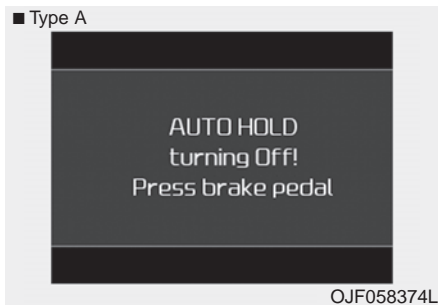 ■ Type A
AUTO HOLD
turning Off!
Press brake pedal
OJF058374L